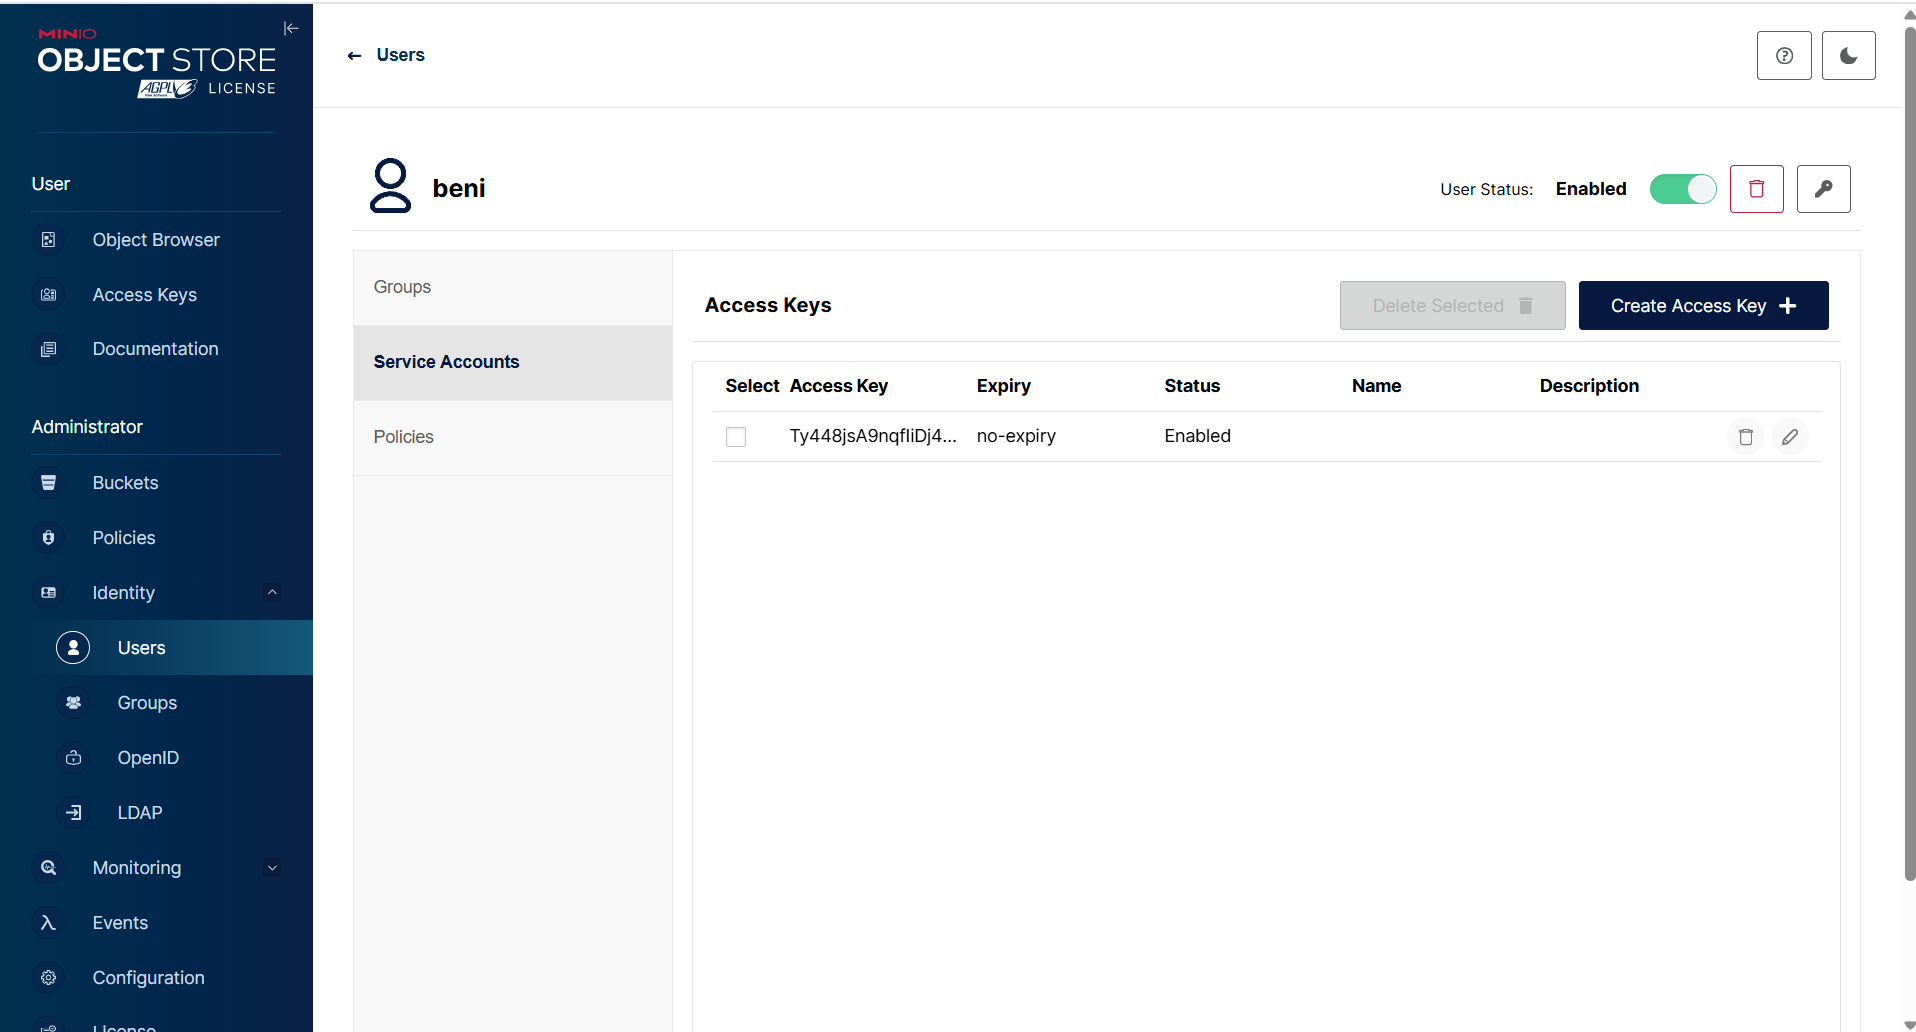 MINIO
OBJECT STORE
AGPLv3 LICENSE
User
Object Browser
Access Keys
Documentation
Administrator
Buckets
Policies
Identity
Users
Groups
OpenID
LDAP
Monitoring
Events
Configuration
License
Users
beni
User Status: Enabled
Groups
Service Accounts
Policies
Access Keys
Delete Selected
Create Access Key
Select Access Key Expiry Status Name Description
Ty448jsA9nqfIiDj4... no-expiry Enabled